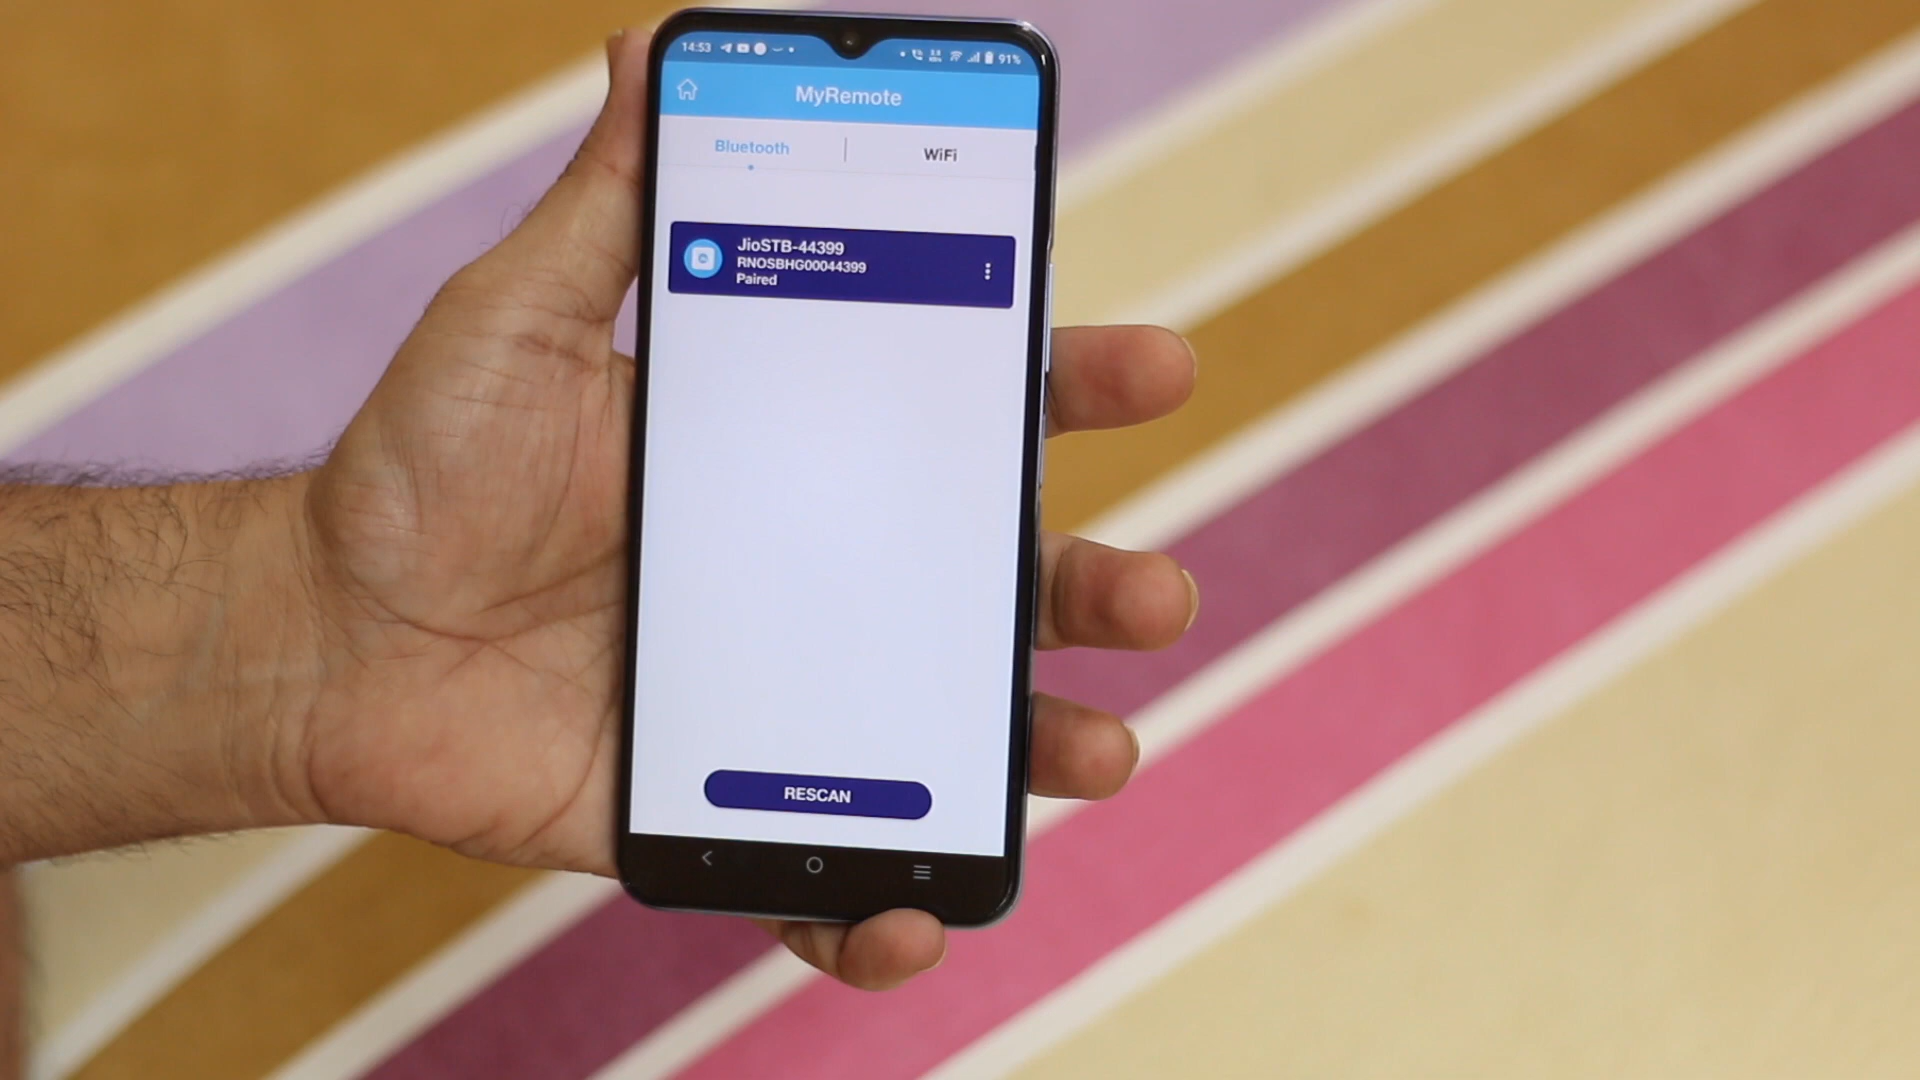 14:53
91%
MyRemote
Bluetooth
WiFi
JioSTB-44399
RNOSBHG00044399
Paired
RESCAN